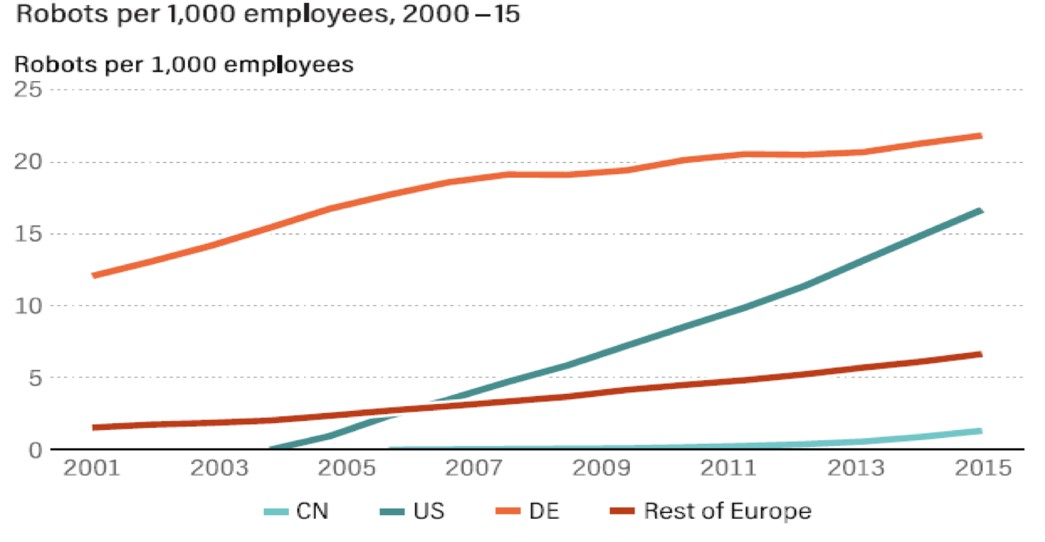 Robots per 1,000 employees, 2000–15
Robots per 1,000 employees
25
20
15
10
5
0
2001 2003 2005 2007 2009 2011 2013 2015
CN US DE Rest of Europe